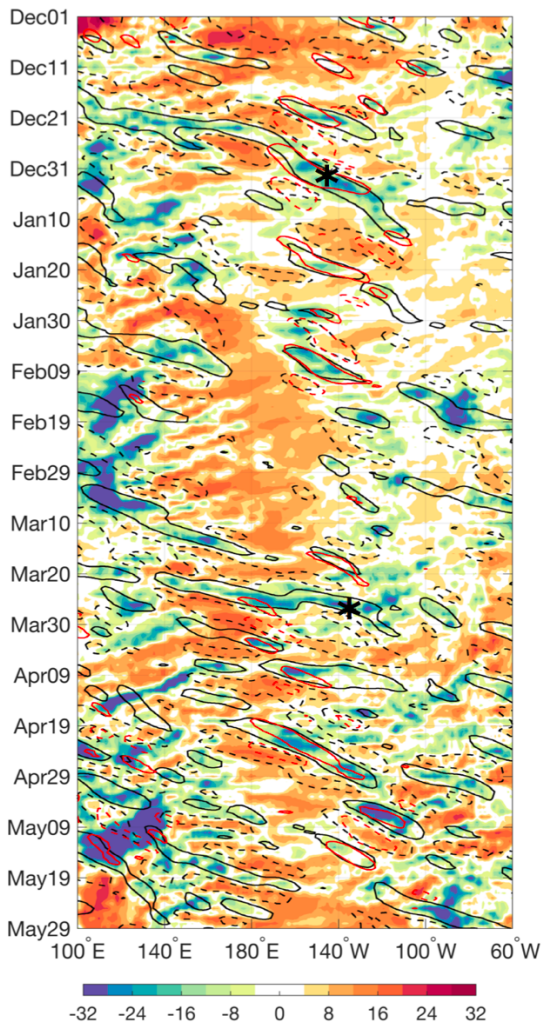 Dec01
Dec11
Dec21
Dec31
Jan10
Jan20
Jan30
Feb09
Feb19
Feb29
Mar10
Mar20
Mar30
Apr09
Apr19
Apr29
May09
May19
May29
100°E 140°E 180°E 140°W 100°W 60°W
-32 -24 -16 -8 0 8 16 24 32